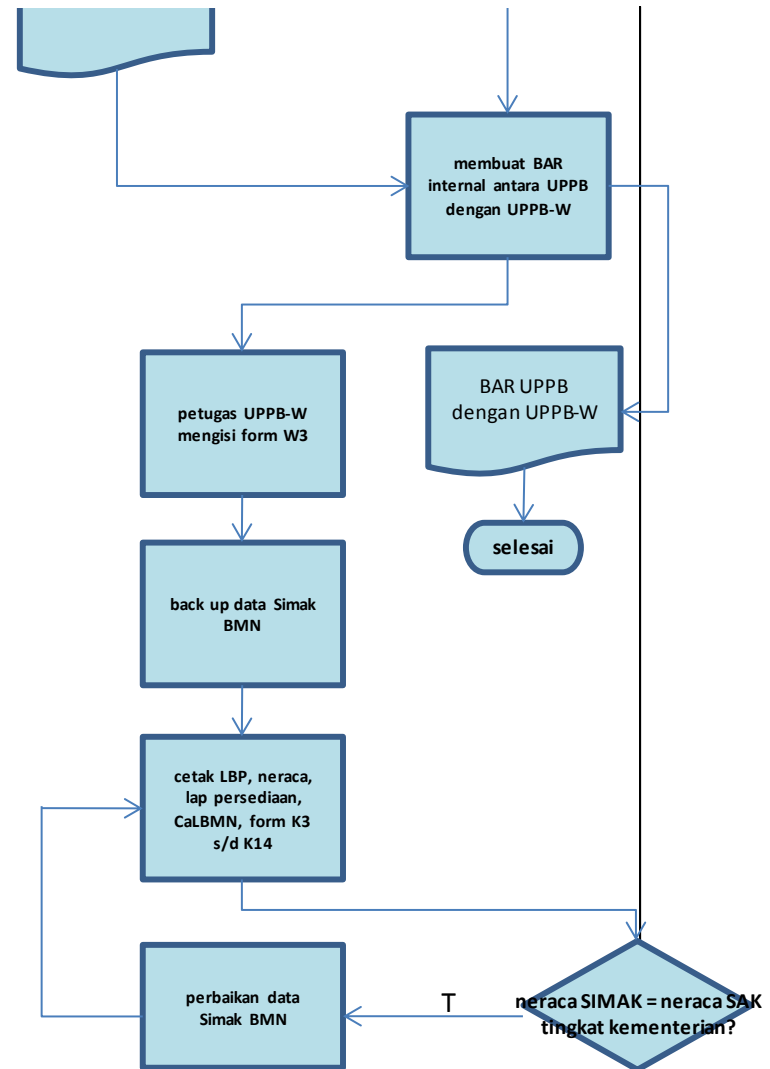 membuat BAR
internal antara UPPB
dengan UPPB-W
petugas UPPB-W
mengisi form W3
BAR UPPB
dengan UPPB-W
selesai
back up data Simak
BMN
cetak LBP, neraca,
lap persediaan,
CaLBMN, form K3
s/d K14
perbaikan data
Simak BMN
T
neraca SIMAK = neraca SAK
tingkat kementerian?